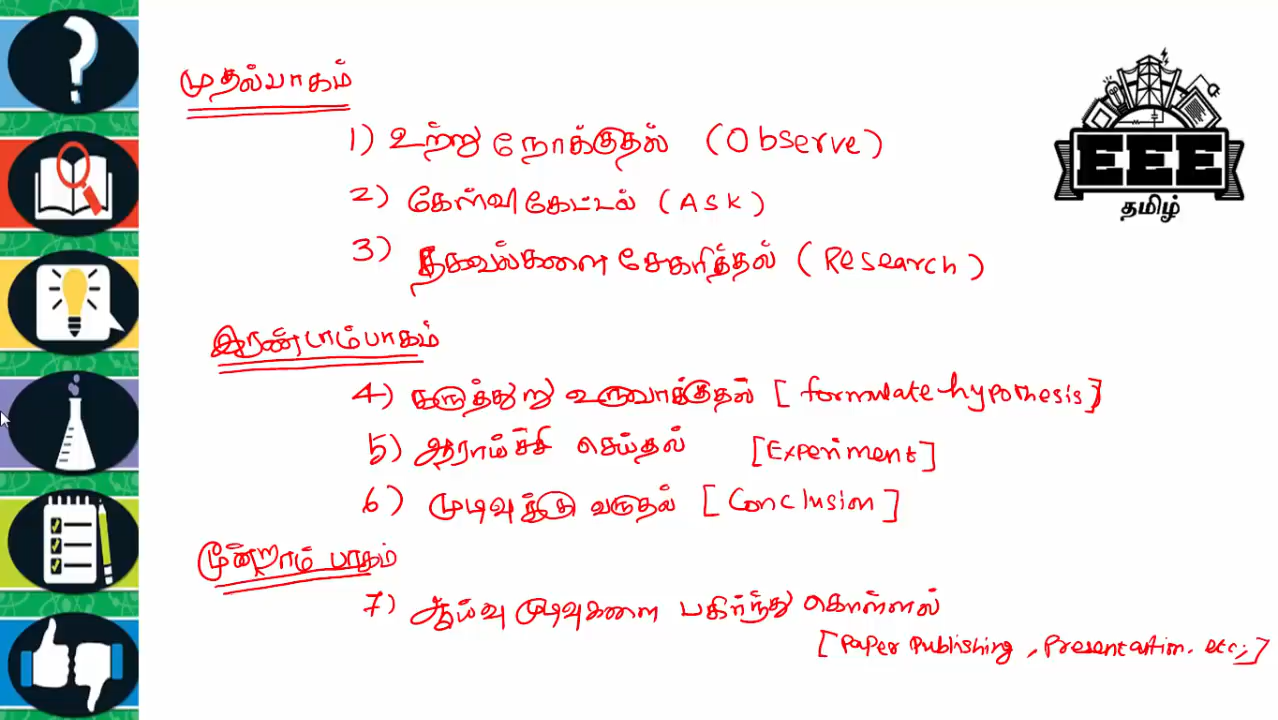 முதல்பாகம்
1) உற்று நோக்குதல் (Observe)
2) கேள்வி கேட்டல் (Ask)
3) தகவல்களை சேகரித்தல் (Research)
இரண்டாம்பாகம்
4) கருத்துறு உருவாக்குதல் [formulate hypothesis]
5) ஆராய்ச்சி செய்தல் [Experiment]
6) முடிவுக்கு வருதல் [Conclusion]
மூன்றாம் பாகம்
7) ஆய்வு முடிவுகளை பகிர்ந்து கொள்ளல்
[Paper Publishing, Presentation. etc;]
EEE
தமிழ்